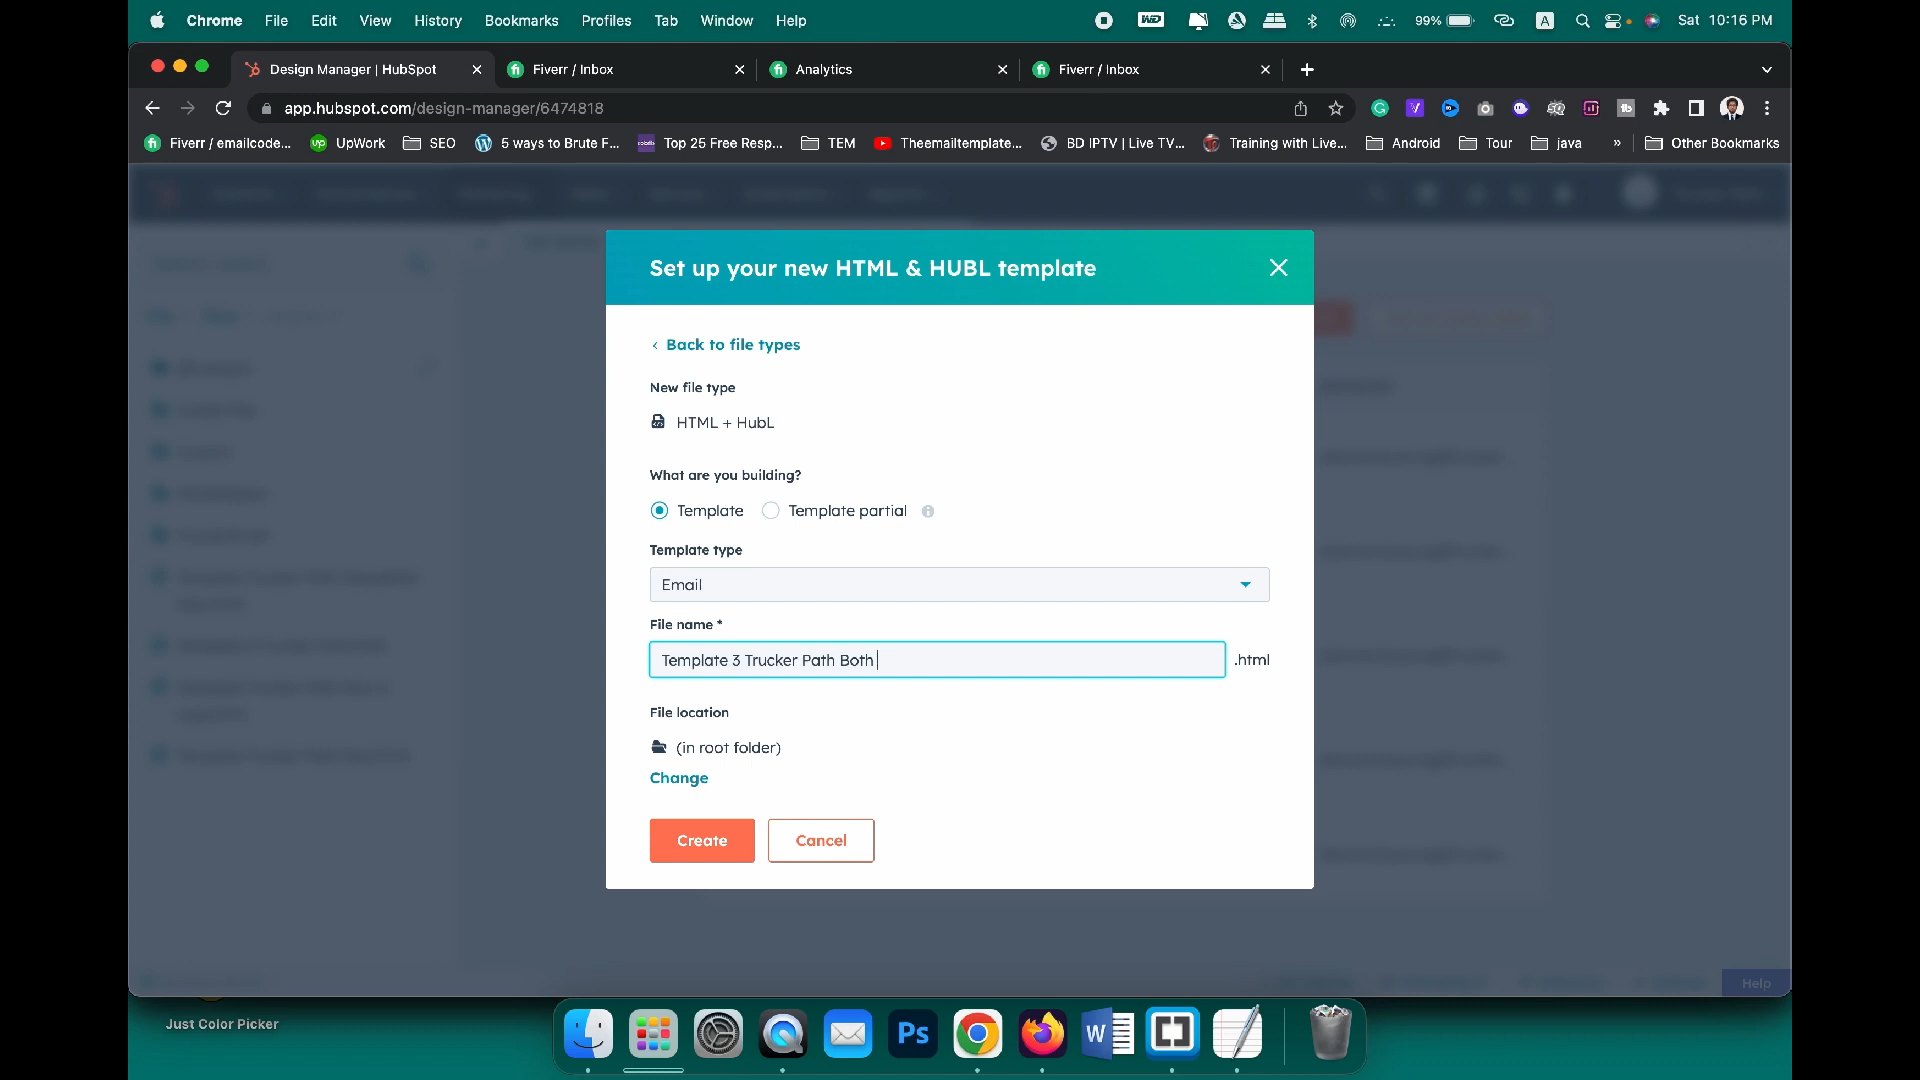 Chrome File Edit View History Bookmarks Profiles Tab Window Help WD 99% A Sat 10:16 PM
Design Manager | HubSpot Fiverr / Inbox Analytics Fiverr / Inbox
app.hubspot.com/design-manager/6474818
Fiverr / emailcode... UpWork SEO 5 ways to Brute F... Top 25 Free Resp... TEM Theemailtemplate... BD IPTV | Live TV... Training with Live... Android Tour java » Other Bookmarks
Set up your new HTML & HUBL template
Back to file types
New file type
HTML + HubL
What are you building?
Template Template partial
Template type
Email
File name *
Template 3 Trucker Path Both
.html
File location
(in root folder)
Change
Create Cancel
Help
Just Color Picker
Ps W